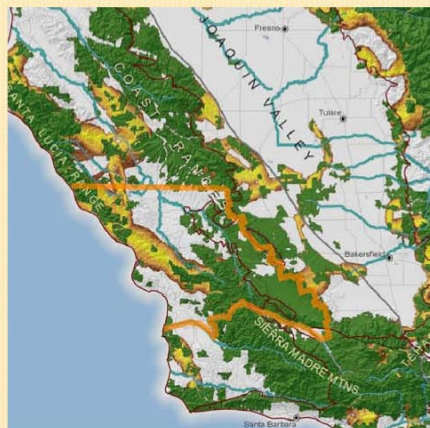 Fresno
JOAQUIN VALLEY
COAST RANGES
Tulare
SANTA LUCIA RANGE
Bakersfield
SIERRA MADRE MTNS
Santa Barbara